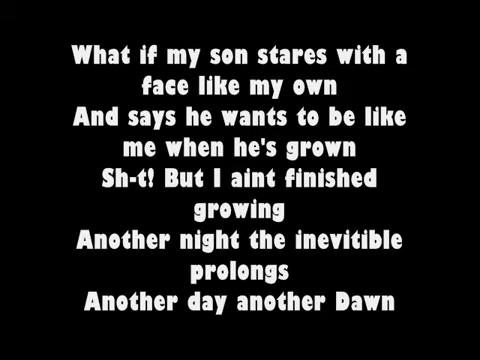 What if my son stares with a
face like my own
And says he wants to be like
me when he's grown
Sh-t! But I aint finished
growing
Another night the inevitible
prolongs
Another day another Dawn